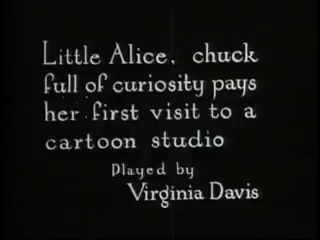 Little Alice, chuck
full of curiosity pays
her first visit to a
cartoon studio
Played by
Virginia Davis